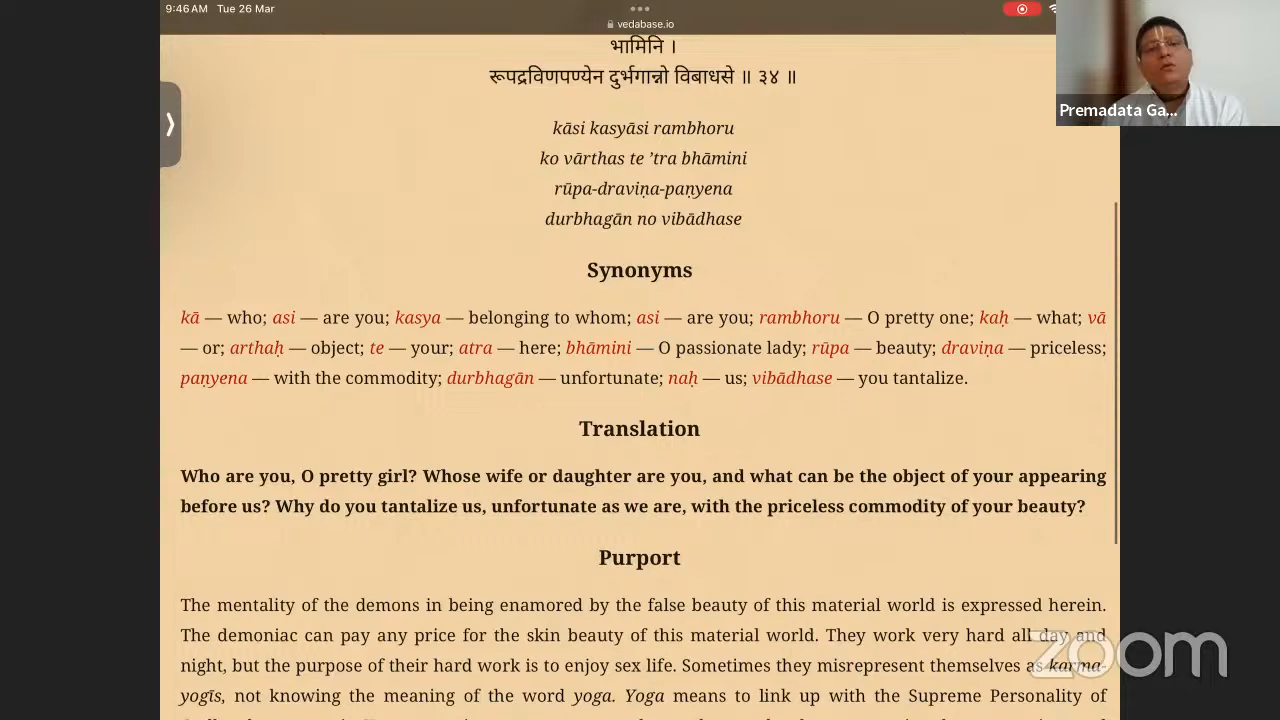 9:46 AM Tue 26 Mar
vedabase.io
Premadata Ga...
भामिनि ।
रूपद्रविणपण्येन दुर्भगान्नो विबाधसे ॥ ३४ ॥
kāsi kasyāsi rambhoru
ko vārthas te ’tra bhāmini
rūpa-draviṇa-paṇyena
durbhagān no vibādhase
Synonyms
kā — who; asi — are you; kasya — belonging to whom; asi — are you; rambhoru — O pretty one; kaḥ — what; vā
— or; arthaḥ — object; te — your; atra — here; bhāmini — O passionate lady; rūpa — beauty; draviṇa — priceless;
paṇyena — with the commodity; durbhagān — unfortunate; naḥ — us; vibādhase — you tantalize.
Translation
Who are you, O pretty girl? Whose wife or daughter are you, and what can be the object of your appearing
before us? Why do you tantalize us, unfortunate as we are, with the priceless commodity of your beauty?
Purport
The mentality of the demons in being enamored by the false beauty of this material world is expressed herein.
The demoniac can pay any price for the skin beauty of this material world. They work very hard all day and
night, but the purpose of their hard work is to enjoy sex life. Sometimes they misrepresent themselves as karma-
yogīs, not knowing the meaning of the word yoga. Yoga means to link up with the Supreme Personality of
zoom